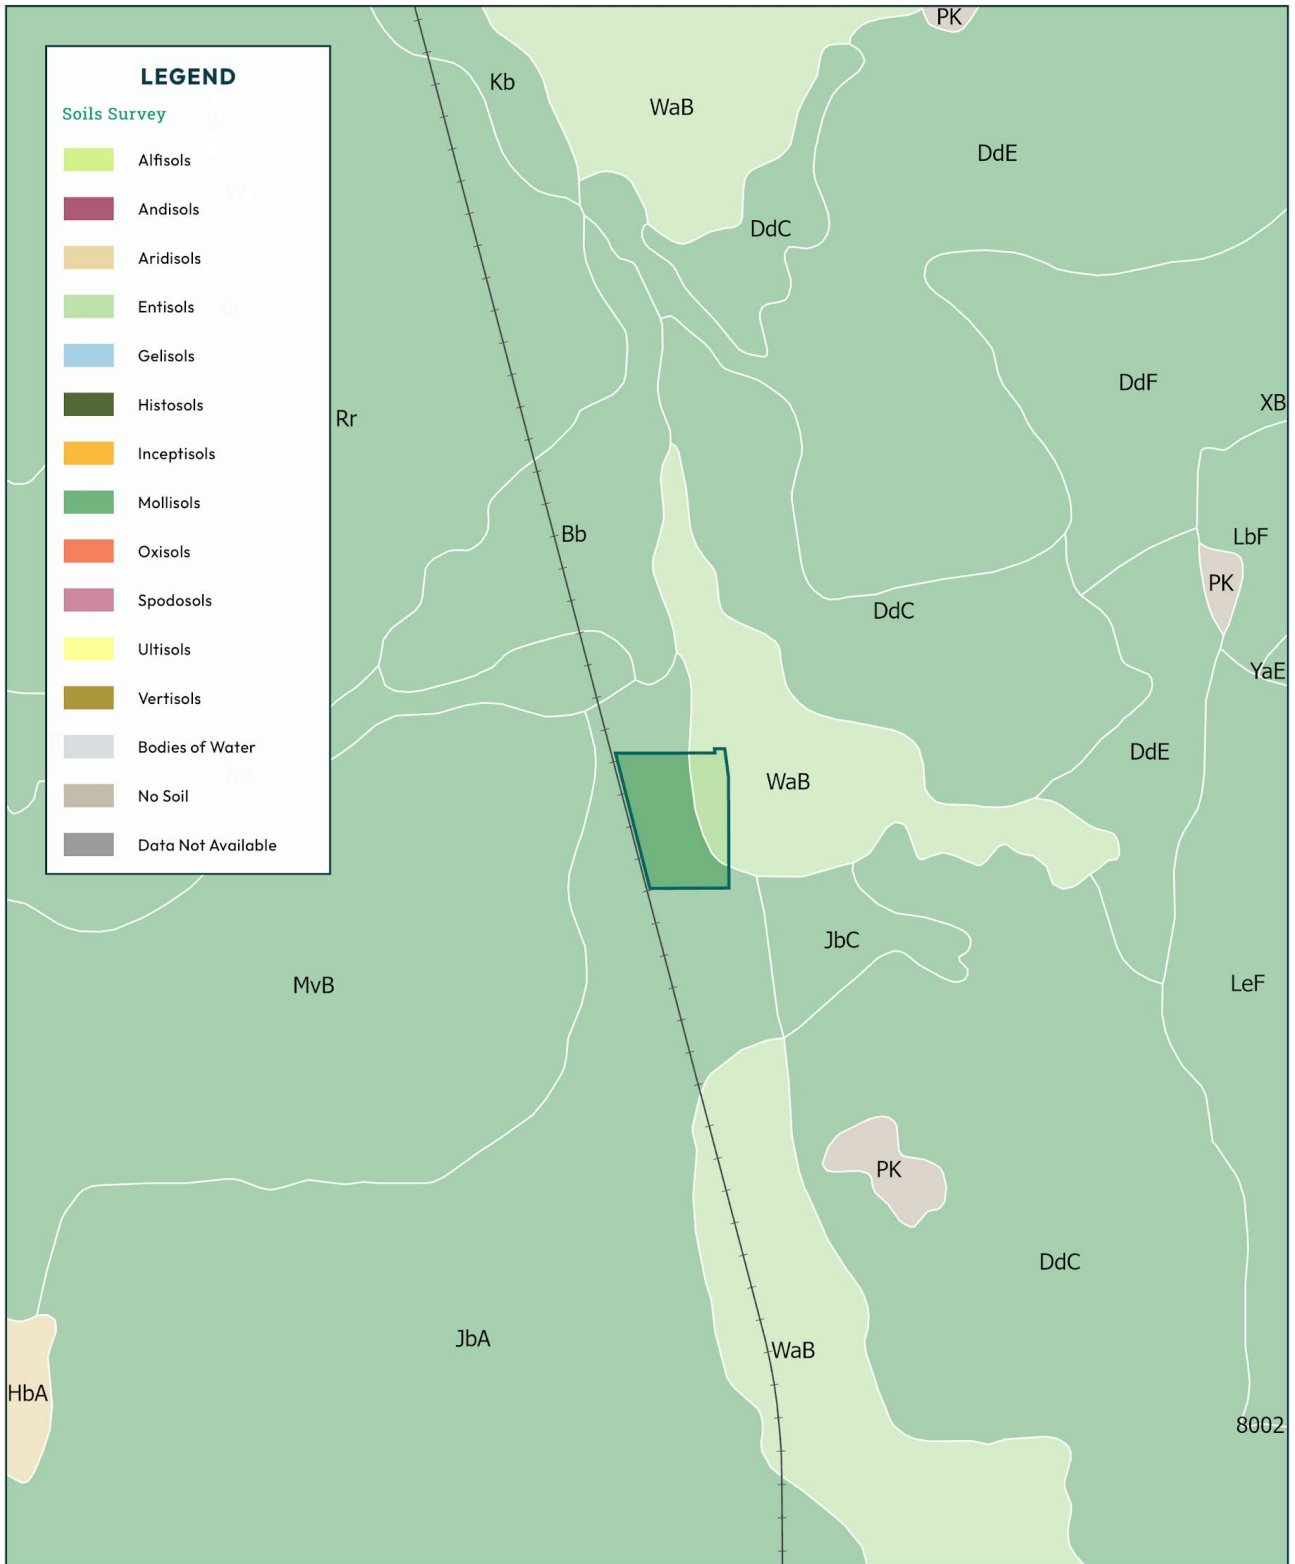 LEGEND
Soils Survey
Alfisols
Andisols
Aridisols
Entisols
Gelisols
Histosols
Inceptisols
Mollisols
Oxisols
Spodosols
Ultisols
Vertisols
Bodies of Water
No Soil
Data Not Available
PK
Kb
WaB
DdE
DdC
DdF
XB
Rr
Bb
LbF
PK
DdC
YaE
DdE
WaB
JbC
MvB
LeF
PK
DdC
JbA
WaB
HbA
8002